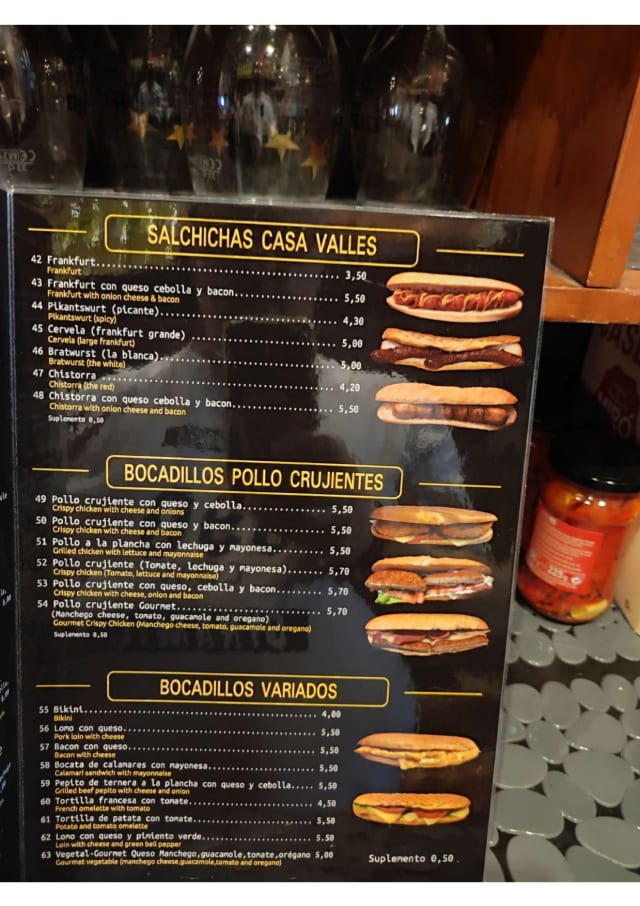 SALCHICHAS CASA VALLES
42 Frankfurt.......... 3,50
Frankfurt
43 Frankfurt con queso cebolla y bacon.......... 5,50
Frankfurt with onion cheese & bacon
44 Pikantswurt (picante).......... 4,30
Pikantswurt (spicy)
45 Cervela (frankfurt grande).......... 5,00
Cervela (large frankfurt)
46 Bratwurst (la blanca).......... 5,00
Bratwurst (the white)
47 Chistorra.......... 4,20
Chistorra (the red)
48 Chistorra con queso cebolla y bacon.......... 5,50
Chistorra with onion cheese and bacon
Suplemento 0,50
BOCADILLOS POLLO CRUJIENTES
49 Pollo crujiente con queso y cebolla.......... 5,50
Crispy chicken with cheese and onions
50 Pollo crujiente con queso y bacon.......... 5,50
Crispy chicken with cheese and bacon
51 Pollo a la plancha con lechuga y mayonesa.......... 5,50
Grilled chicken with lettuce and mayonnaise
52 Pollo crujiente (Tomate, lechuga y mayonesa).......... 5,70
Crispy chicken (Tomato, lettuce and mayonnaise)
53 Pollo crujiente con queso, cebolla y bacon.......... 5,70
Crispy chicken with cheese, onion and bacon
54 Pollo crujiente Gourmet.......... 5,70
(Manchego cheese, tomato, guacamole and oregano)
Gourmet Crispy Chicken (Manchego cheese, tomato, guacamole and oregano)
Suplemento 0,50
BOCADILLOS VARIADOS
55 Bikini.......... 4,00
Bikini
56 Lomo con queso.......... 5,50
Pork loin with cheese
57 Bacon con queso.......... 5,50
Bacon with cheese
58 Bocata de calamares con mayonesa.......... 5,50
Calamari sandwich with mayonnaise
59 Pepito de ternera a la plancha con queso y cebolla..... 5,50
Grilled beef pepito with cheese and onion
60 Tortilla francesa con tomate.......... 4,50
French omelette with tomato
61 Tortilla de patata con tomate.......... 5,50
Potato and tomato omelette
62 Lomo con queso y pimiento verde.......... 5.50
Loin with cheese and green bell pepper
63 Vegetal-Gourmet Queso Manchego,guacamole,tomate,orégano 5,00
Gourmet vegetable (manchego cheese,guacamole,tomato and oregano)
Suplemento 0,50.
225g